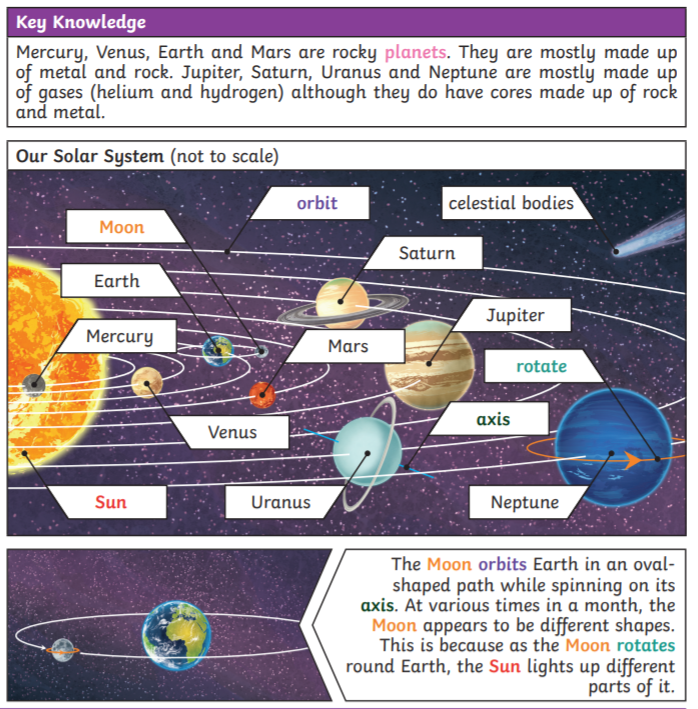 Key Knowledge
Mercury, Venus, Earth and Mars are rocky planets. They are mostly made up
of metal and rock. Jupiter, Saturn, Uranus and Neptune are mostly made up
of gases (helium and hydrogen) although they do have cores made up of rock
and metal.
Our Solar System (not to scale)
orbit
celestial bodies
Moon
Saturn
Earth
Jupiter
Mercury
Mars
rotate
axis
Venus
Sun
Uranus
Neptune
The Moon orbits Earth in an oval-
shaped path while spinning on its
axis. At various times in a month, the
Moon appears to be different shapes.
This is because as the Moon rotates
round Earth, the Sun lights up different
parts of it.